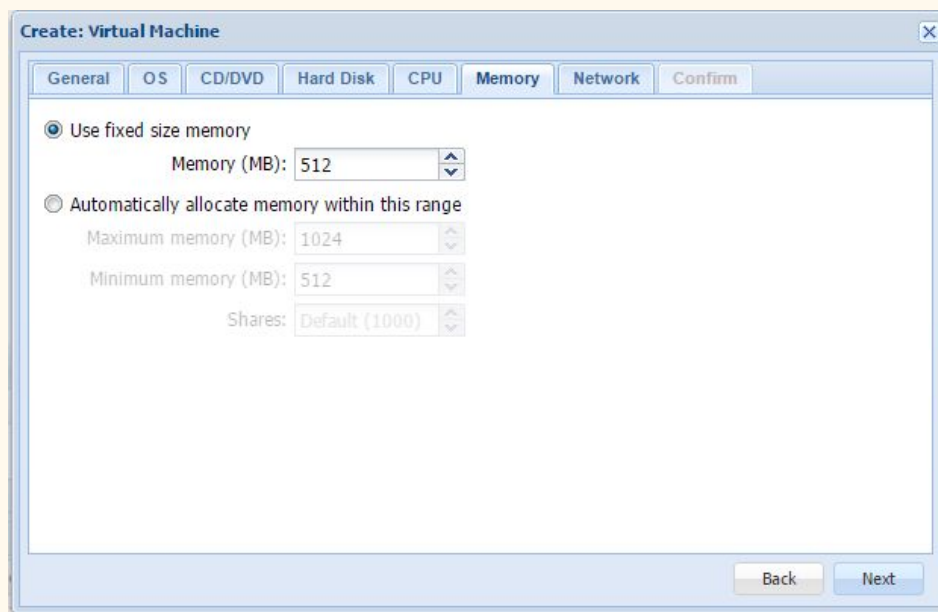 Create: Virtual Machine
General OS CD/DVD Hard Disk CPU Memory Network Confirm
Use fixed size memory
Memory (MB): 512
Automatically allocate memory within this range
Maximum memory (MB): 1024
Minimum memory (MB): 512
Shares: Default (1000)
Back Next